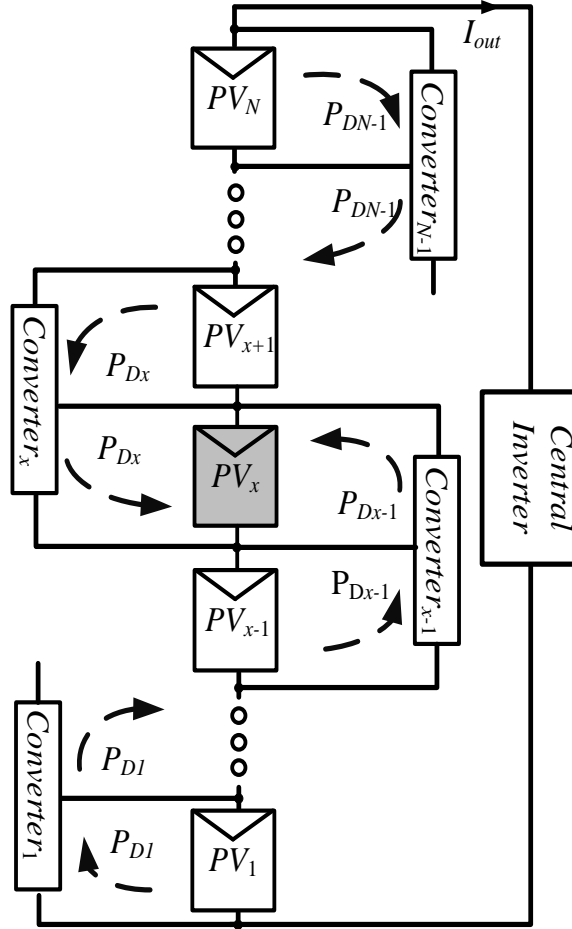 I_out
PV_N
P_DN-1
Converter_N-1
P_DN-1
PV_x+1
Converter_x
P_Dx
P_Dx
PV_x
P_Dx-1
Converter_x-1
Central
Inverter
P_Dx-1
PV_x-1
Converter_1
P_D1
P_D1
PV_1